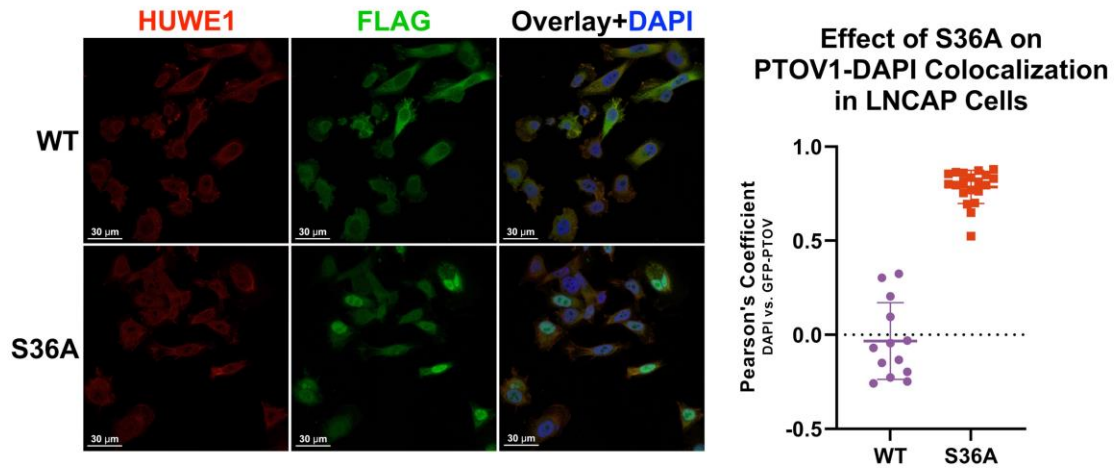 HUWE1 FLAG Overlay+DAPI
WT
30 µm 30 µm 30 µm
S36A
30 µm 30 µm 30 µm
Effect of S36A on
PTOV1-DAPI Colocalization
in LNCAP Cells
Pearson's Coefficient
DAPI vs. GFP-PTOV
1.0
0.5
0.0
-0.5
WT S36A